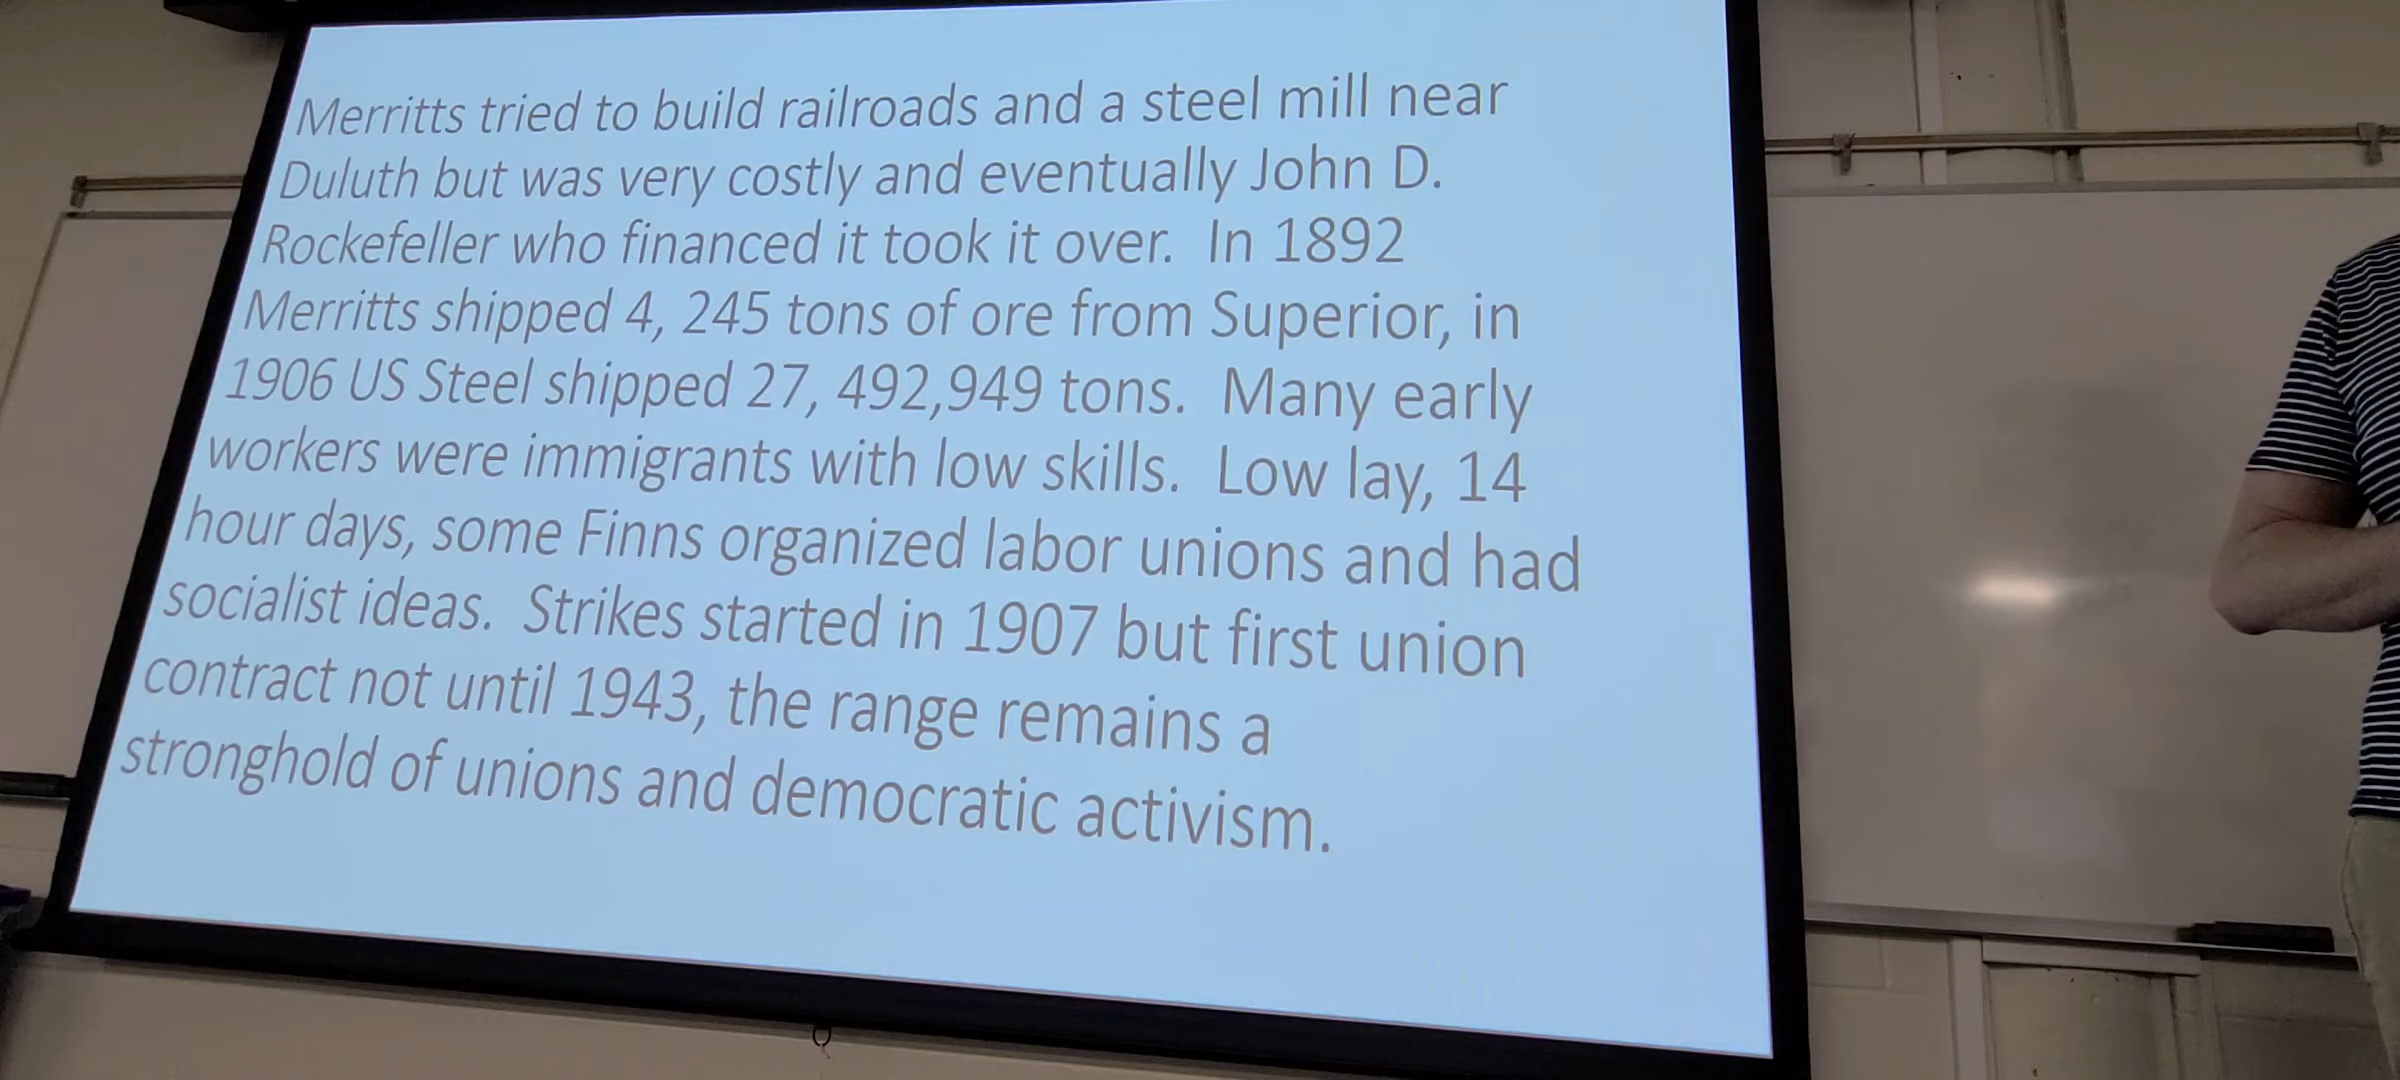 Merritts tried to build railroads and a steel mill near
Duluth but was very costly and eventually John D.
Rockefeller who financed it took it over.  In 1892
Merritts shipped 4, 245 tons of ore from Superior, in
1906 US Steel shipped 27, 492,949 tons.  Many early
workers were immigrants with low skills.  Low lay, 14
hour days, some Finns organized labor unions and had
socialist ideas.  Strikes started in 1907 but first union
contract not until 1943, the range remains a
stronghold of unions and democratic activism.